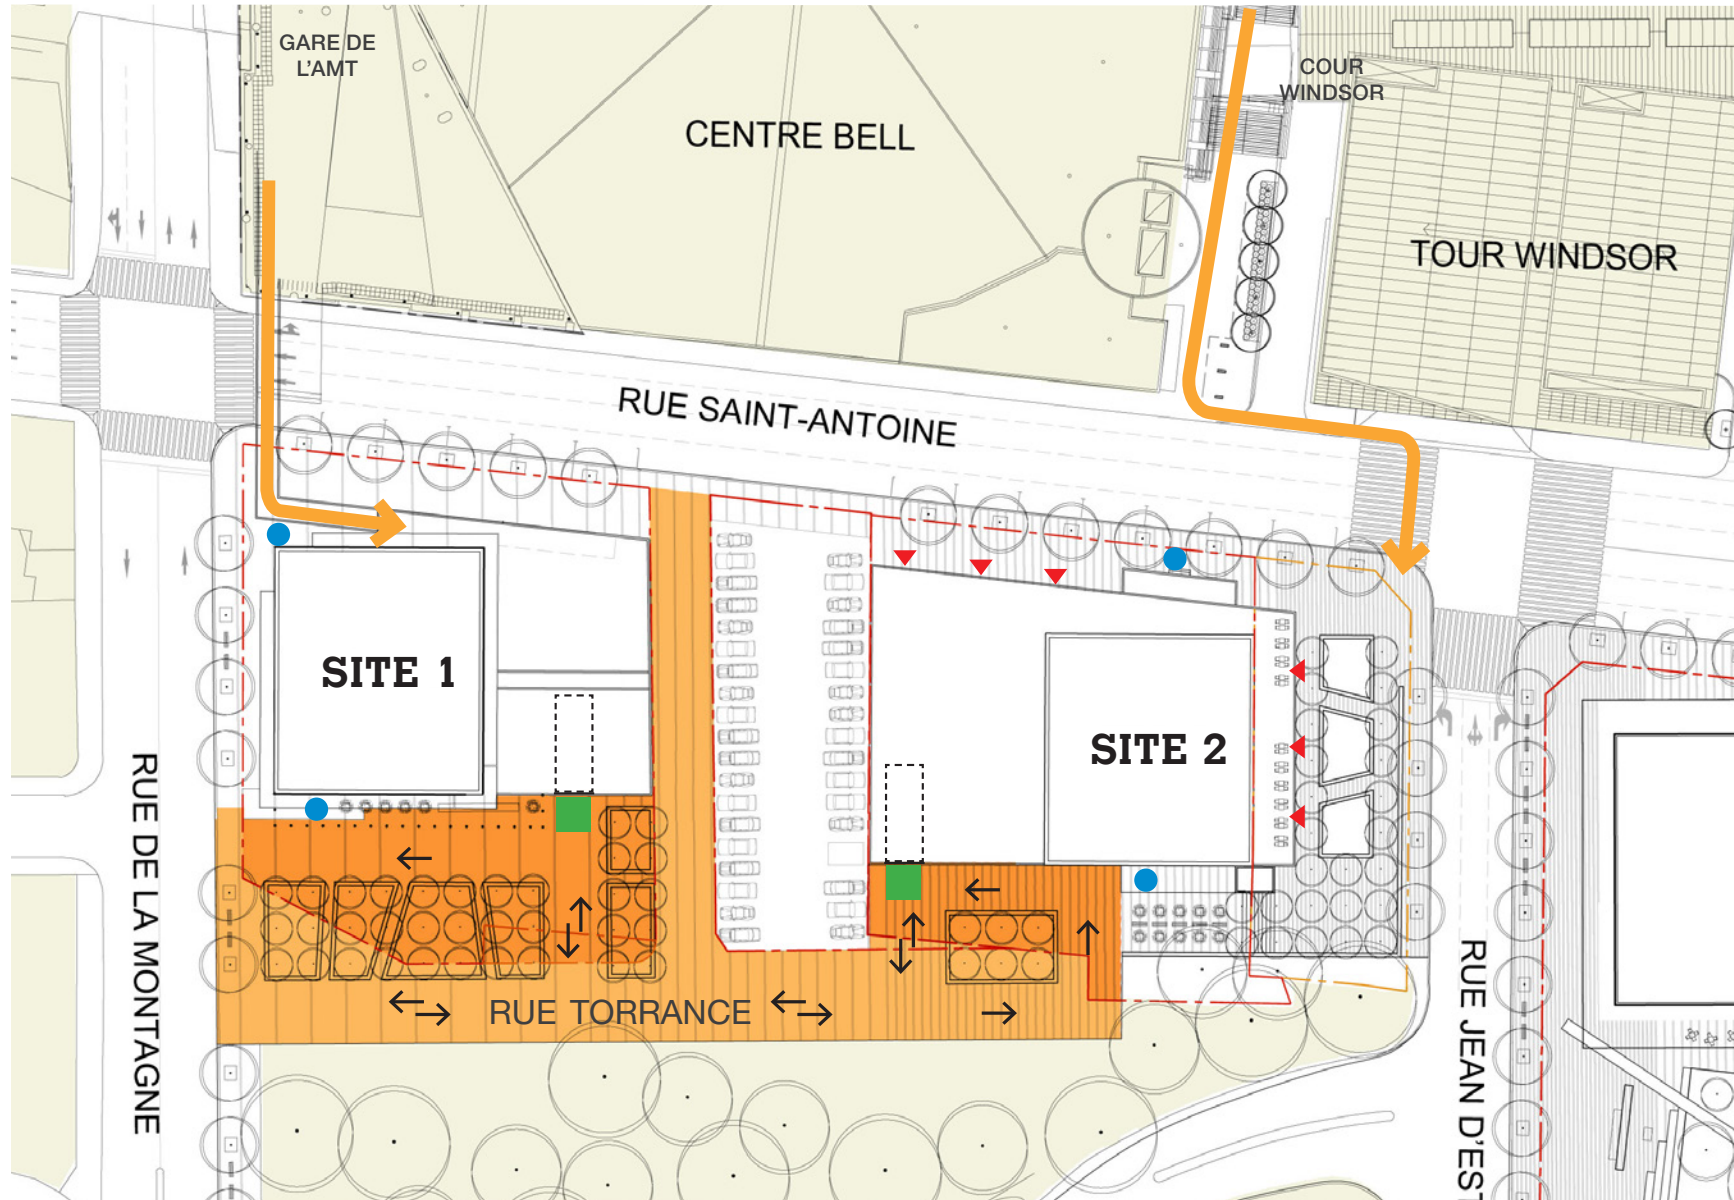 GARE DE
L'AMT
COUR
WINDSOR
CENTRE BELL
TOUR WINDSOR
RUE SAINT-ANTOINE
SITE 1
SITE 2
RUE DE LA MONTAGNE
RUE TORRANCE
RUE JEAN D'EST